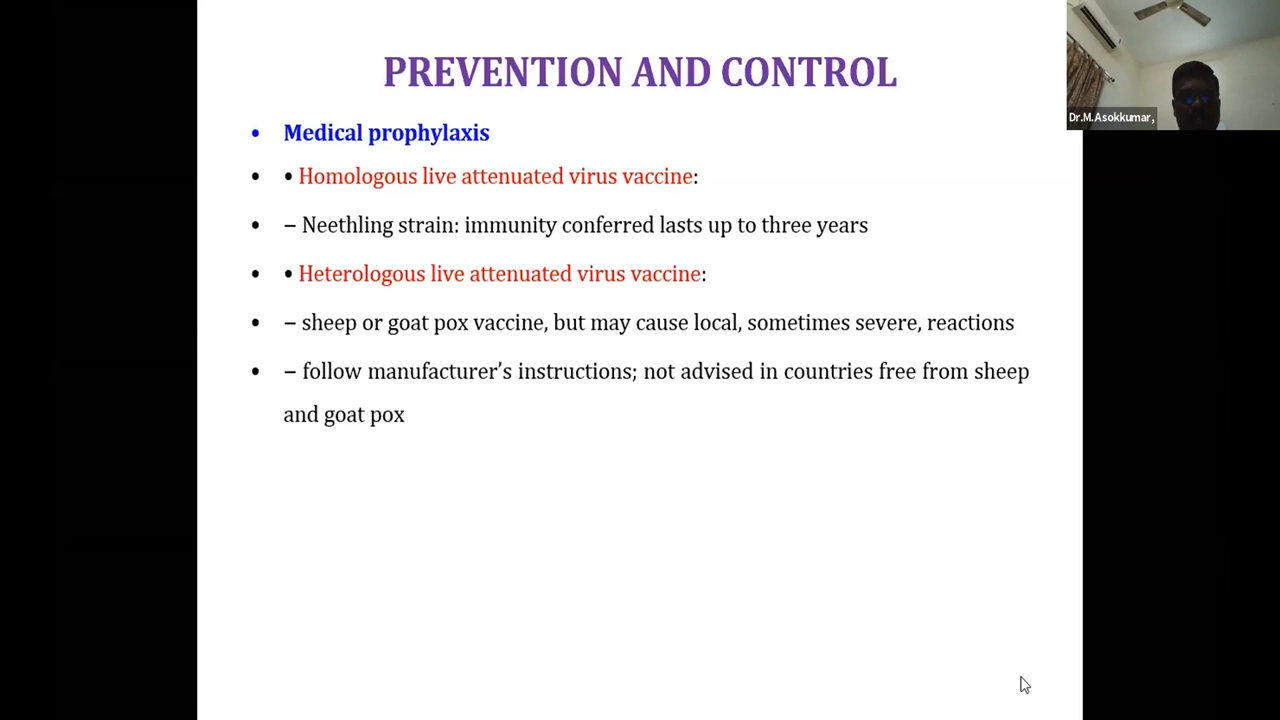 PREVENTION AND CONTROL
Dr.M.Asokkumar,
• Medical prophylaxis
• • Homologous live attenuated virus vaccine:
• – Neethling strain: immunity conferred lasts up to three years
• • Heterologous live attenuated virus vaccine:
• – sheep or goat pox vaccine, but may cause local, sometimes severe, reactions
• – follow manufacturer’s instructions; not advised in countries free from sheep
and goat pox